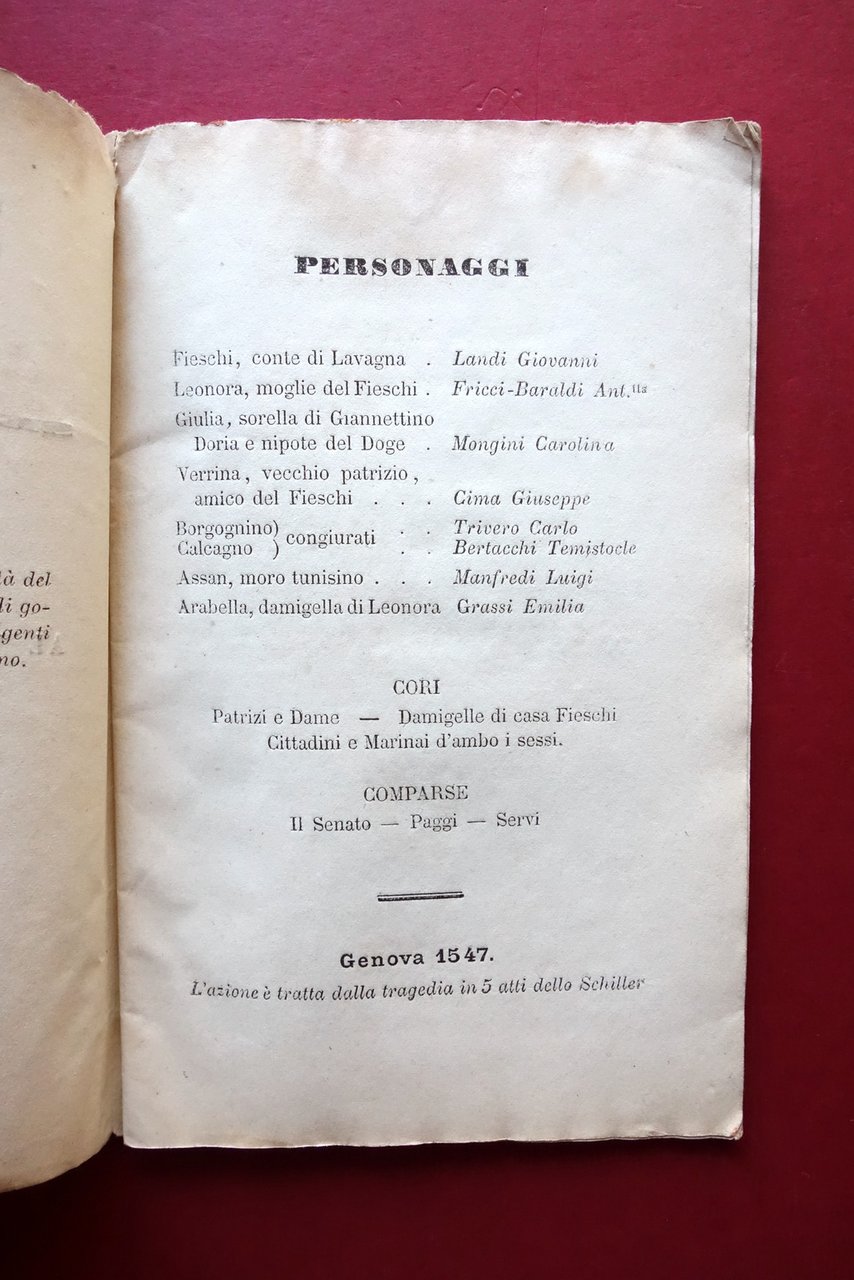 là del
di go-
genti
no.
PERSONAGGI
Fieschi, conte di Lavagna . Landi Giovanni
Leonora, moglie del Fieschi . Fricci-Baraldi Ant.tta
Giulia, sorella di Giannettino
Doria e nipote del Doge . Mongini Carolina
Verrina, vecchio patrizio,
amico del Fieschi . . . Cima Giuseppe
Borgognino) . . Trivero Carlo
congiurati
Calcagno ) . . Bertacchi Temistocle
Assan, moro tunisino . . . Manfredi Luigi
Arabella, damigella di Leonora Grassi Emilia
CORI
Patrizi e Dame — Damigelle di casa Fieschi
Cittadini e Marinai d'ambo i sessi.
COMPARSE
Il Senato — Paggi — Servi
Genova 1547.
L'azione è tratta dalla tragedia in 5 atti dello Schiller